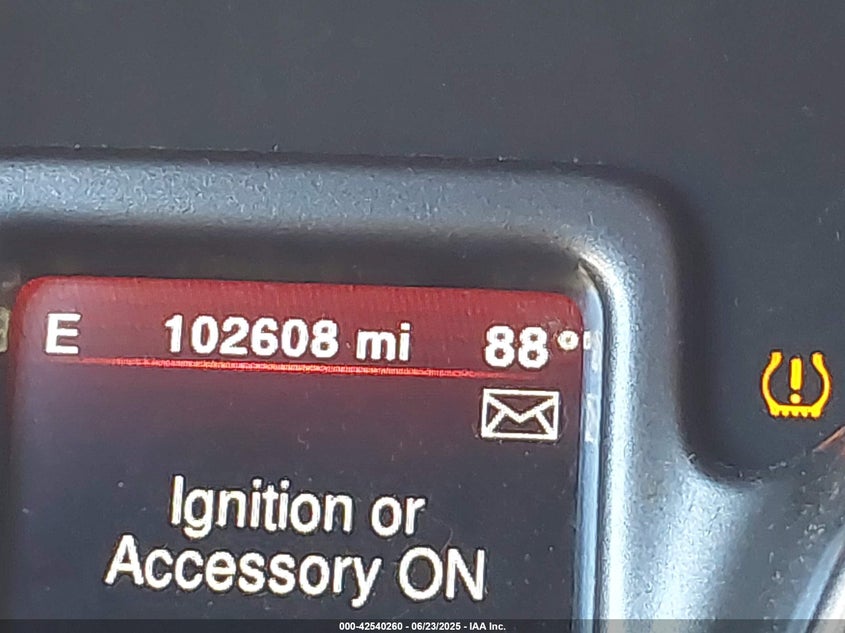 E 102608 mi 88°
Ignition or
Accessory ON
000-42540260 - 06/23/2025 - IAA Inc.